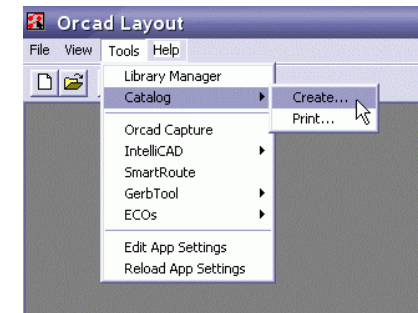 Orcad Layout
File View Tools Help
Library Manager
Catalog
Create...
Print...
Orcad Capture
IntelliCAD
SmartRoute
GerbTool
ECOs
Edit App Settings
Reload App Settings